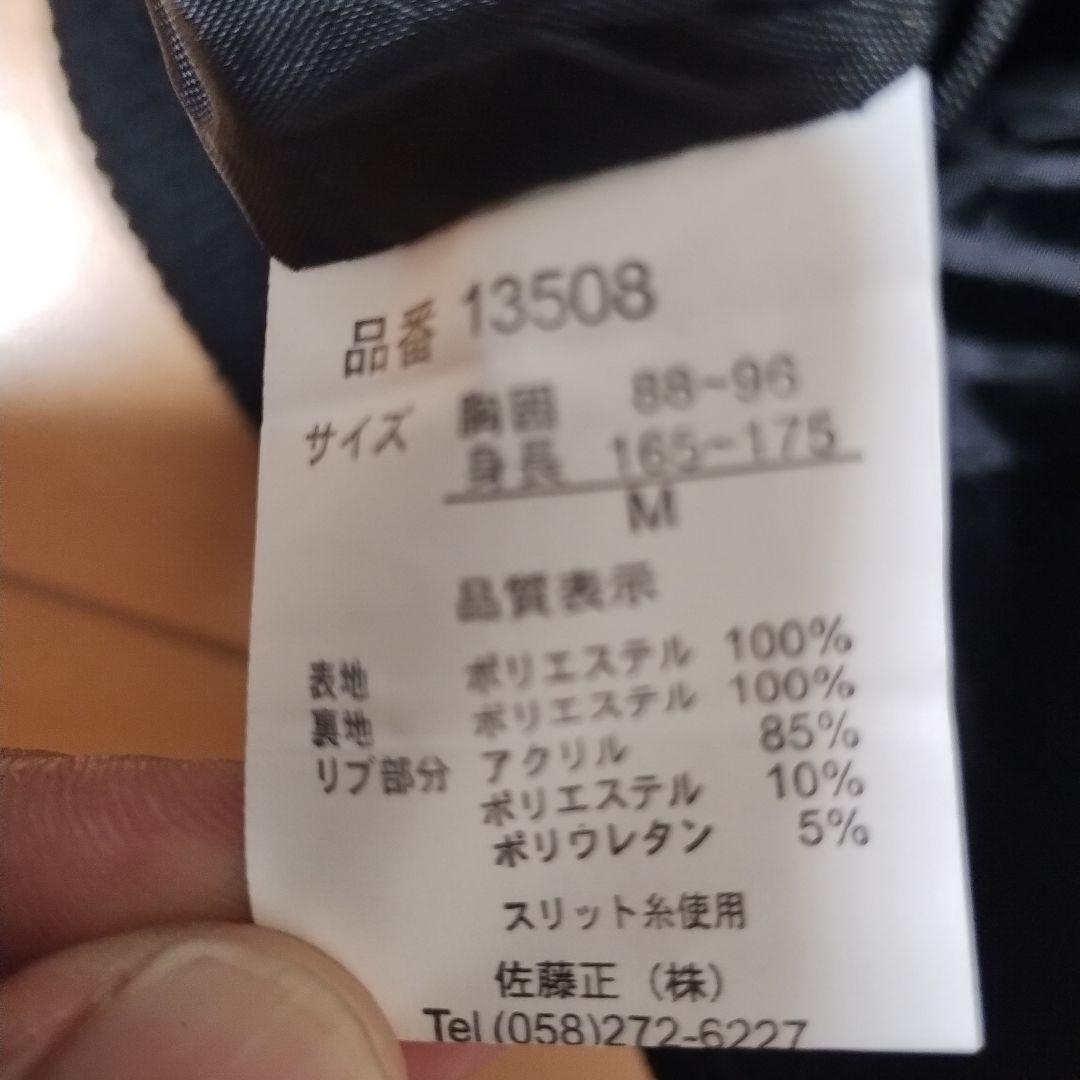 品番 13508
サイズ 胸囲 88~96
身長 165~175
M
品質表示
表地 ポリエステル 100%
裏地 ポリエステル 100%
リブ部分 アクリル 85%
ポリエステル 10%
ポリウレタン 5%
スリット糸使用
佐藤正（株）
Tel(058)272-6227